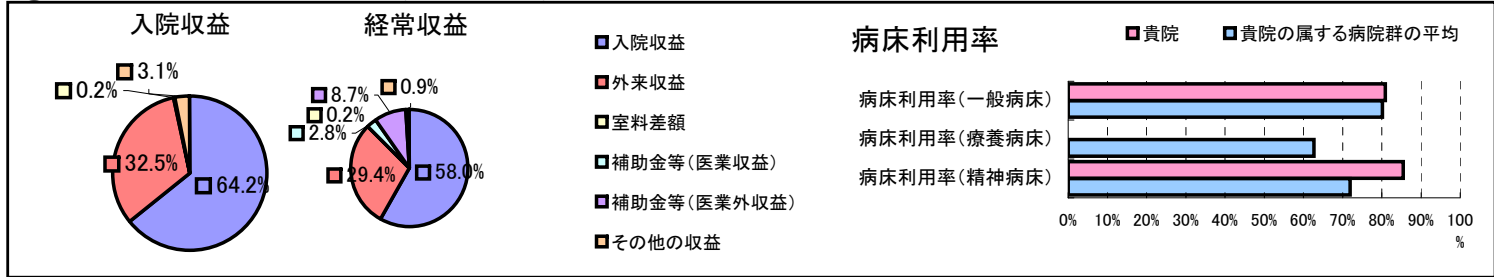 入院収益
3.1%
0.2%
32.5%
64.2%
経常収益
0.9%
8.7%
0.2%
2.8%
29.4%
58.0%
入院収益
外来収益
室料差額
補助金等(医業収益)
補助金等(医業外収益)
その他の収益
病床利用率
貴院
貴院の属する病院群の平均
病床利用率(一般病床)
病床利用率(療養病床)
病床利用率(精神病床)
0% 10% 20% 30% 40% 50% 60% 70% 80% 90% 100
%